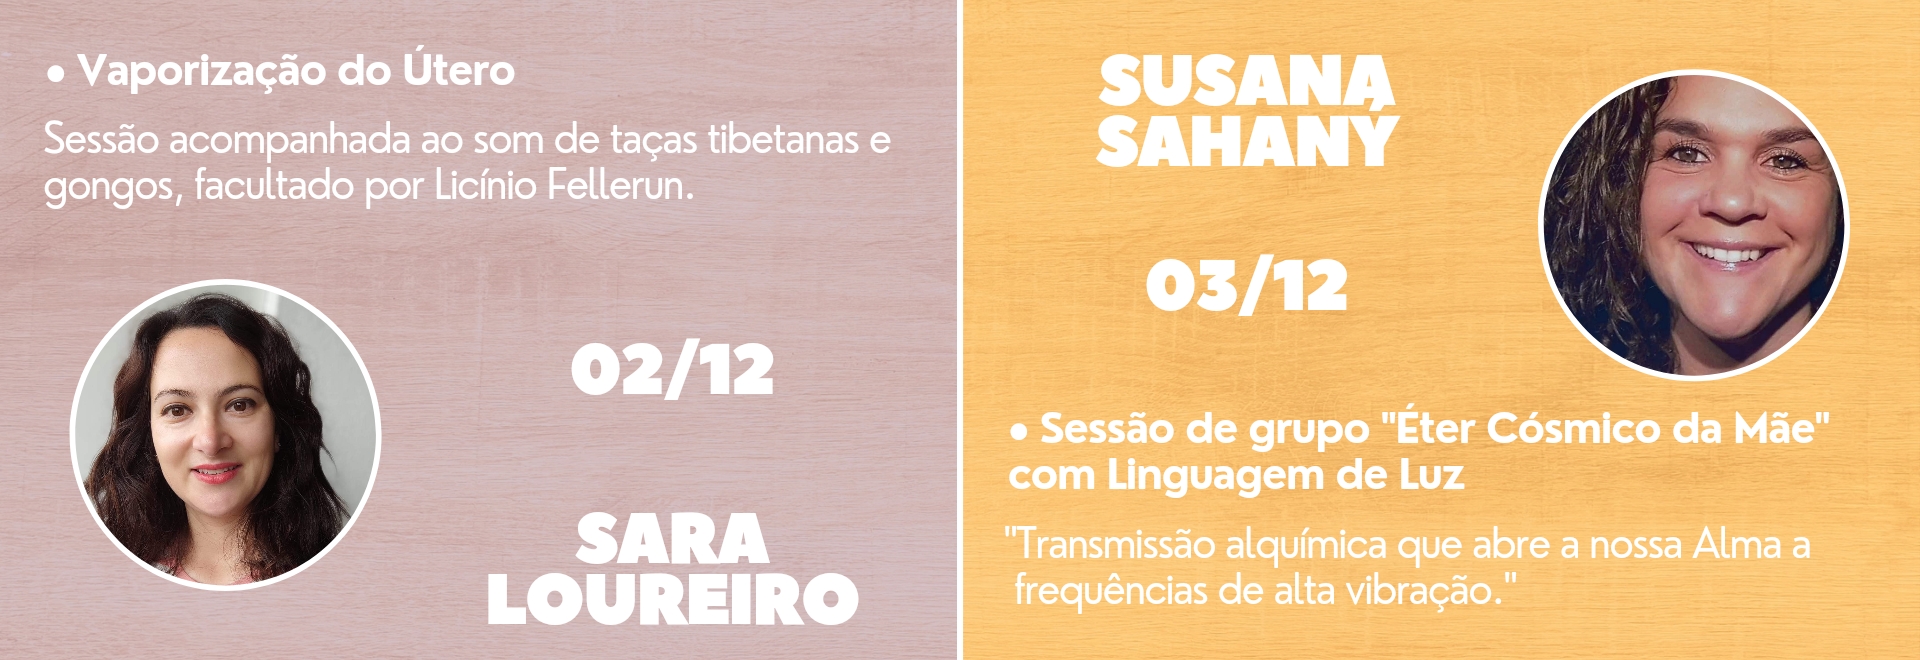 ● Vaporização do Útero
Sessão acompanhada ao som de taças tibetanas e
gongos, facultado por Licínio Fellerun.
02/12
SARA
LOUREIRO
SUSANA
SAHANÝ
03/12
● Sessão de grupo "Éter Cósmico da Mãe"
com Linguagem de Luz
"Transmissão alquímica que abre a nossa Alma a
frequências de alta vibração."